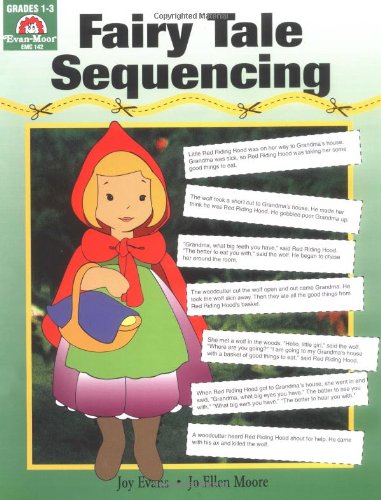 Copyrighted Material
GRADES 1-3
Evan-Moor
EMC 142
Fairy Tale
Sequencing
Little Red Riding Hood was on her way to Grandma's house.
Grandma was sick, so Red Riding Hood was taking her some
good things to eat.
The wolf took a short cut to Grandma's house. He made her
think he was Red Riding Hood. He gobbled poor Grandma up.
"Grandma, what big teeth you have," said Red Riding Hood.
"The better to eat you with," said the wolf. He began to chase
her around the room.
The woodcutter cut the wolf open and out came Grandma. He
took the wolf skin away. Then they ate all the good things from
Red Riding Hood's basket.
She met a wolf in the woods. "Hello, little girl," said the wolf.
"Where are you going?" "I am going to my Grandma's house
with a basket of good things to eat," said Red Riding Hood.
When Red Riding Hood got to Grandma's house, she went in and
said, "Grandma, what big eyes you have." "The better to see you
with." "What big ears you have." "The better to hear you with."
A woodcutter heard Red Riding Hood shout for help. He came
with his ax and killed the wolf.
Joy Evans • Jo Ellen Moore
Copyrighted Material